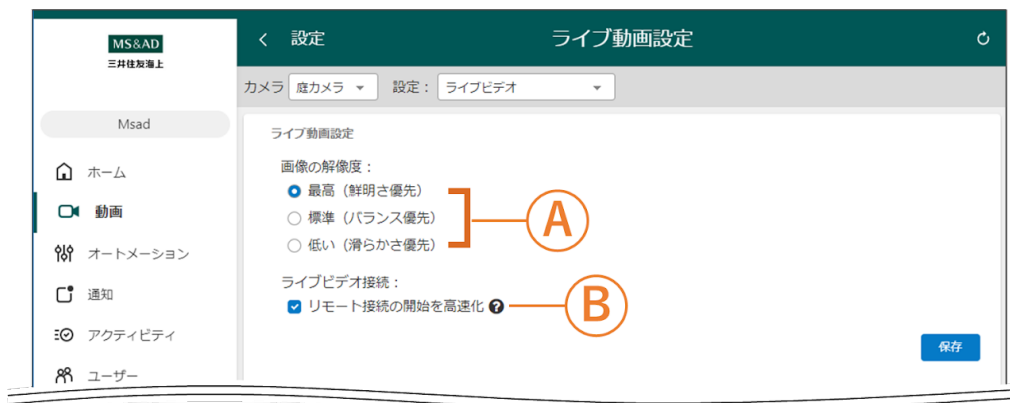 MS&AD
三井住友海上
設定
ライブ動画設定
カメラ 庭カメラ 設定： ライブビデオ
Msad
ホーム
動画
オートメーション
通知
アクティビティ
ユーザー
ライブ動画設定
画像の解像度：
最高（鮮明さ優先）
標準（バランス優先）
低い（滑らかさ優先）
A
ライブビデオ接続：
リモート接続の開始を高速化 ?
B
保存